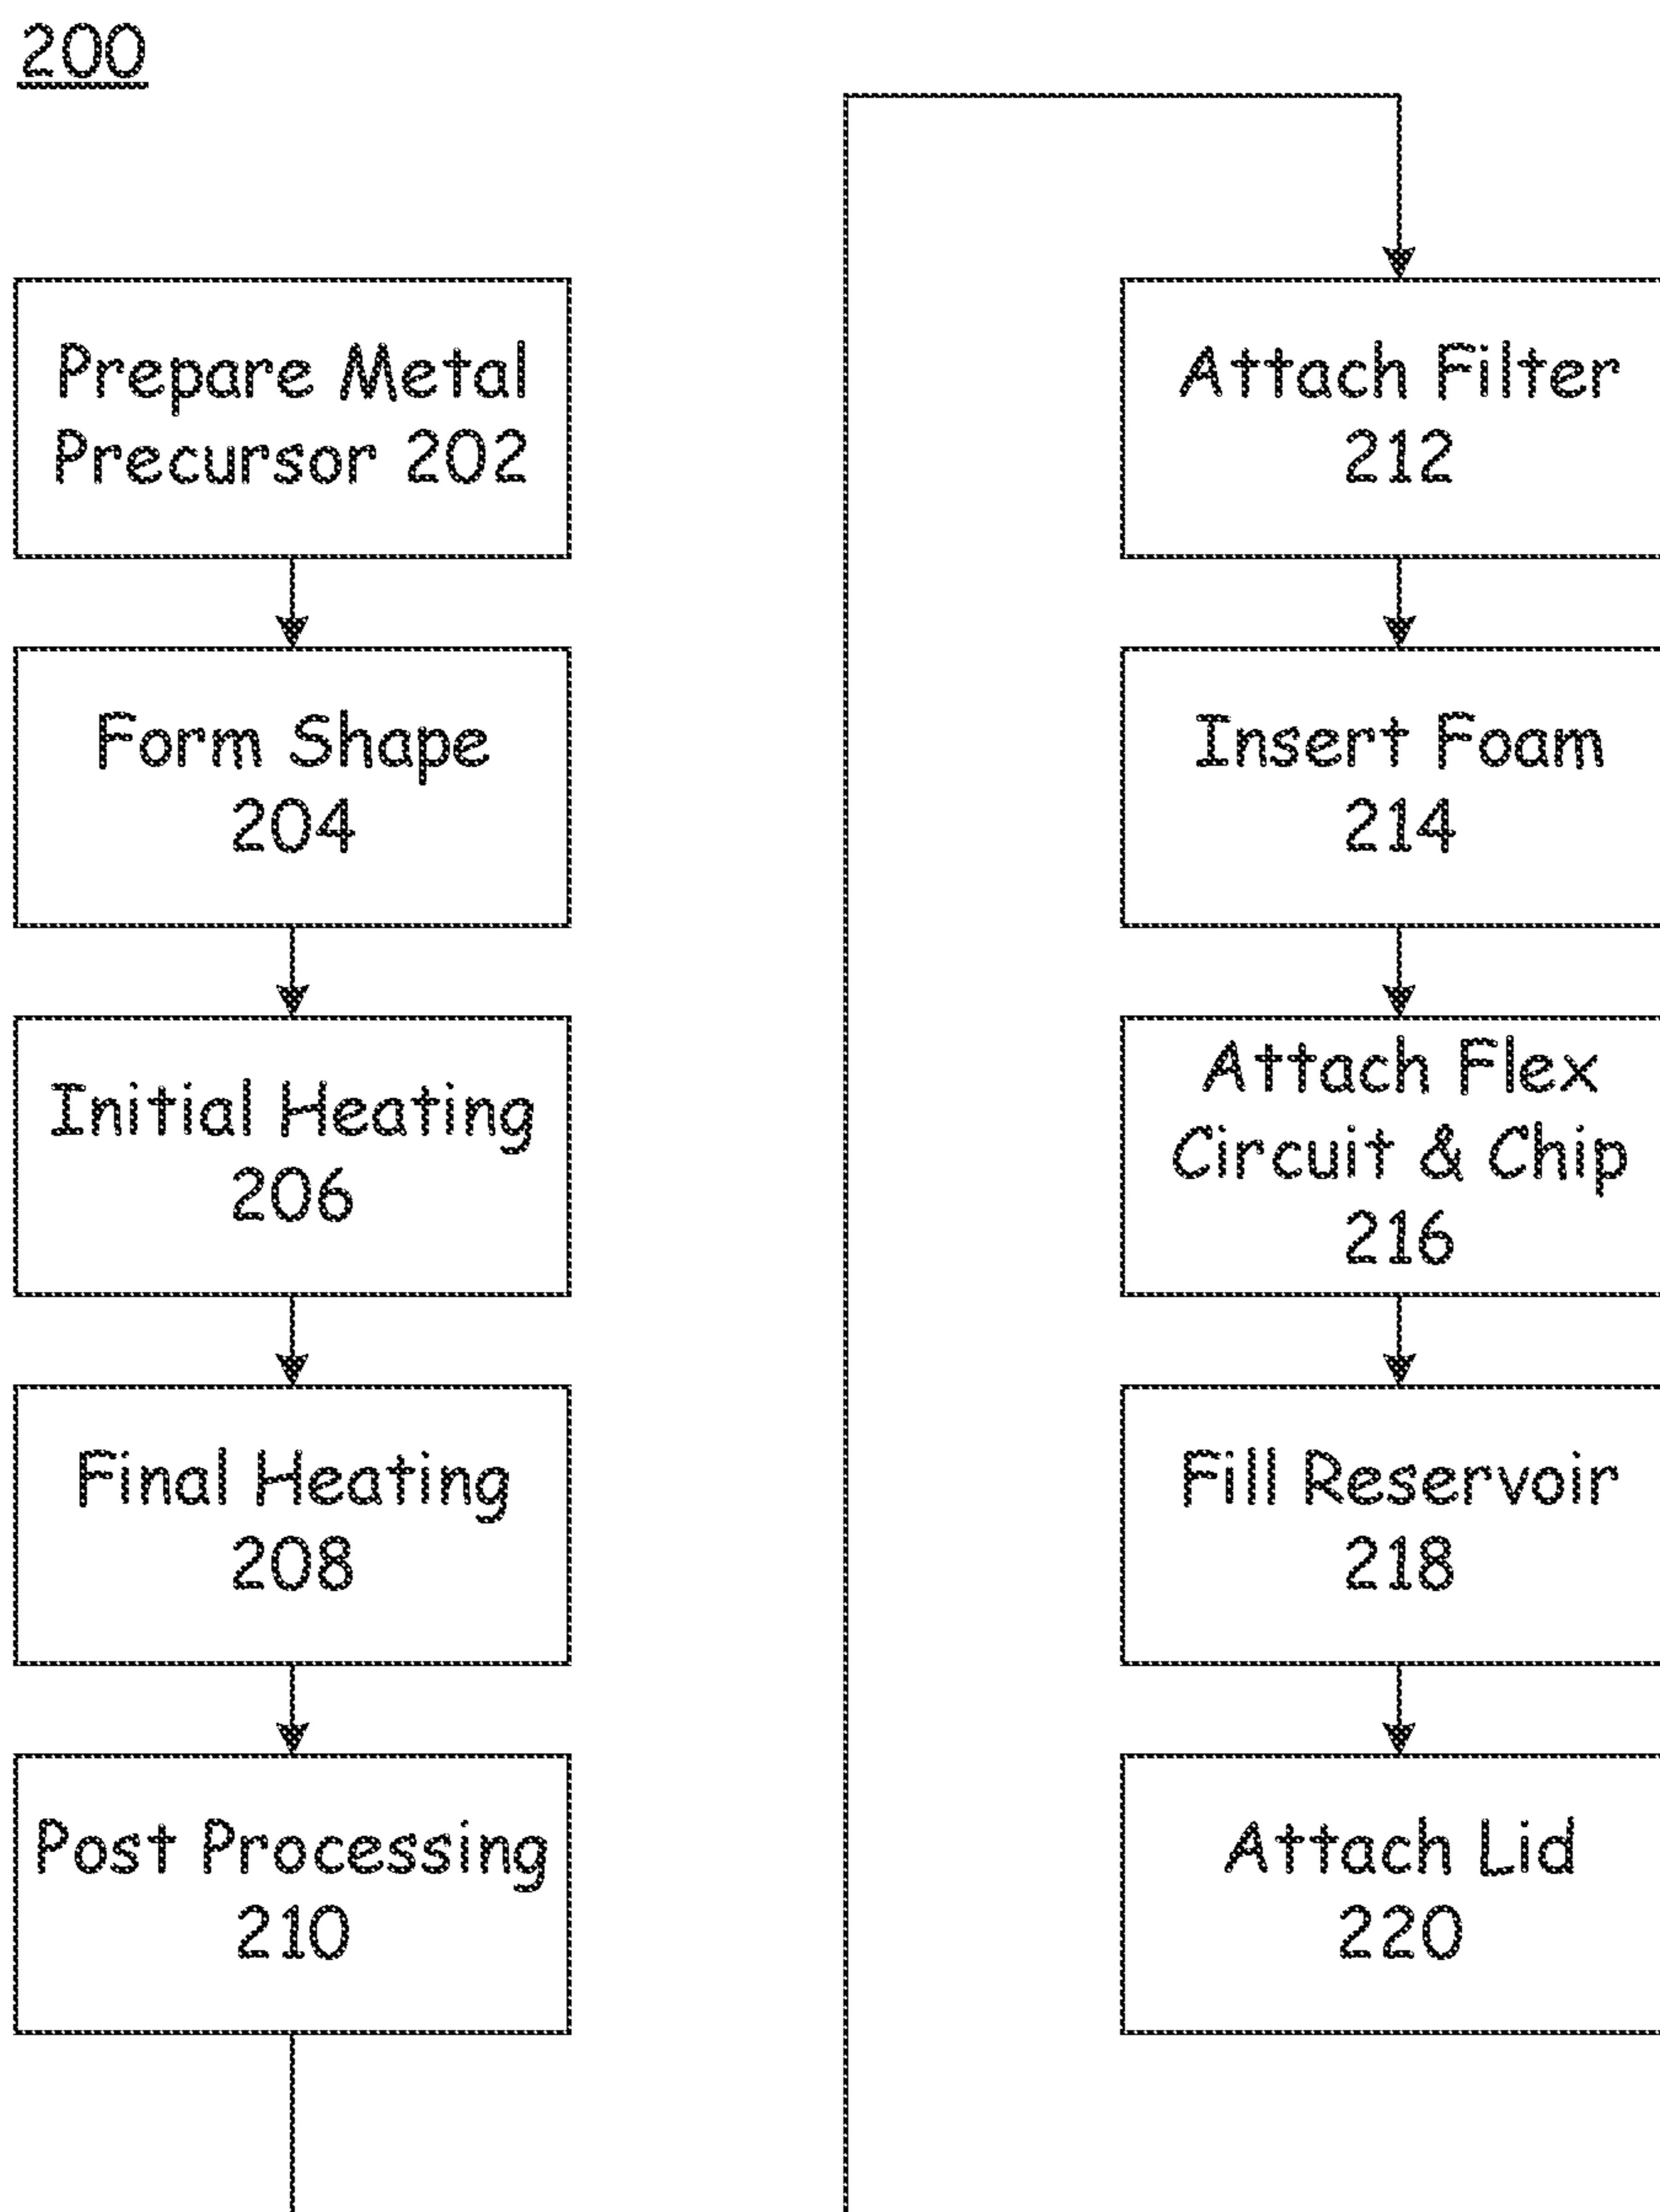 200
Prepare Metal
Precursor 202
Form Shape
204
Initial Heating
206
Final Heating
208
Post Processing
210
Attach Filter
212
Insert Foam
214
Attach Flex
Circuit & Chip
216
Fill Reservoir
218
Attach Lid
220